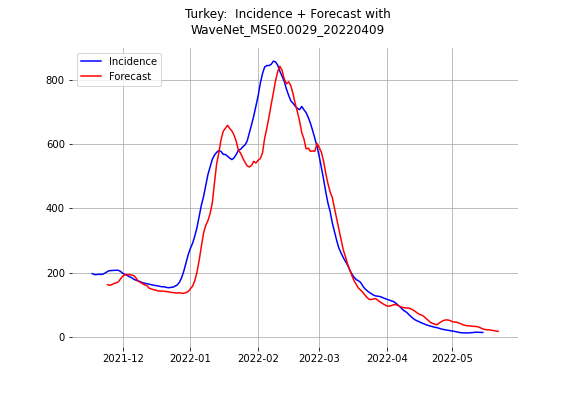 Turkey:  Incidence + Forecast with
WaveNet_MSE0.0029_20220409
Incidence
Forecast
800
600
400
200
0
2021-12 2022-01 2022-02 2022-03 2022-04 2022-05